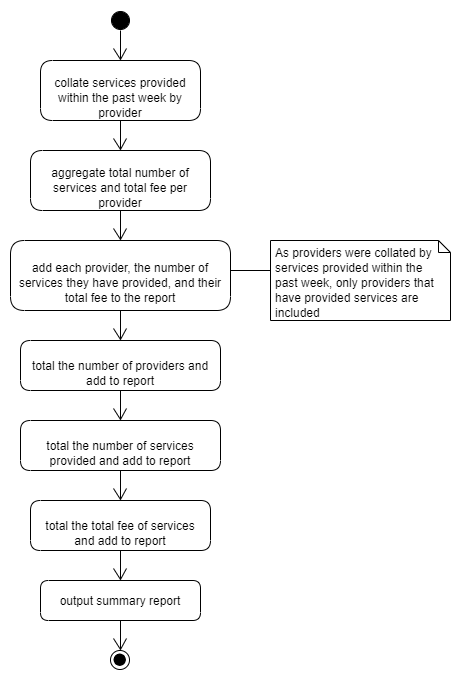 collate services provided
within the past week by
provider
aggregate total number of
services and total fee per
provider
add each provider, the number of
services they have provided, and their
total fee to the report
As providers were collated by
services provided within the
past week, only providers that
have provided services are
included
total the number of providers and
add to report
total the number of services
provided and add to report
total the total fee of services
and add to report
output summary report